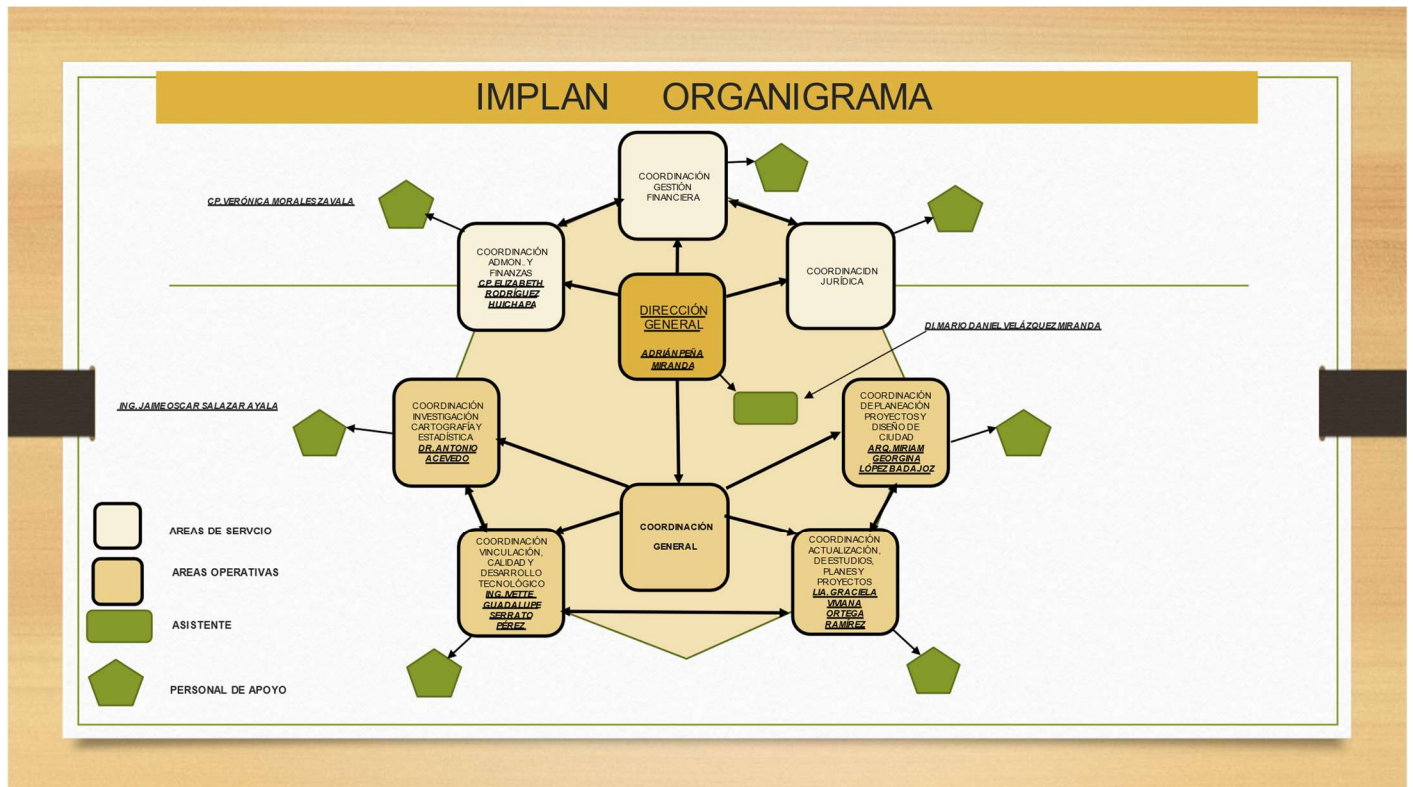 IMPLAN ORGANIGRAMA
COORDINACIÓN
GESTIÓN
FINANCIERA
CP. VERÓNICA MORALES ZAVALA
COORDINACIÓN
ADMON. Y
FINANZAS
CP. ELIZABETH
RODRÍGUEZ
HUICHAPA
COORDINACIDN
JURÍDICA
DIRECCIÓN
GENERAL
ADRIÁN PEÑA
MIRANDA
DI. MARIO DANIEL VELÁZQUEZ MIRANDA
ING. JAIME OSCAR SALAZAR AYALA
COORDINACIÓN
INVESTIGACIÓN
CARTOGRAFÍA Y
ESTADÍSTICA
DR. ANTONIO
ACEVEDO
COORDINACIÓN
DE PLANEACIÓN
PROYECTOS Y
DISEÑO DE
CIUDAD
ARQ. MIRIAM
GEORGINA
LÓPEZ BADAJOZ
COORDINACIÓN
GENERAL
COORDINACIÓN
VINCULACIÓN,
CALIDAD Y
DESARROLLO
TECNOLÓGICO
ING. IVETTE
GUADALUPE
SERRATO
PÉREZ
COORDINACIÓN
ACTUALIZACIÓN,
DE ESTUDIOS,
PLANES Y
PROYECTOS
LIA. GRACIELA
VIVIANA
ORTEGA
RAMÍREZ
AREAS DE SERVCIO
AREAS OPERATIVAS
ASISTENTE
PERSONAL DE APOYO